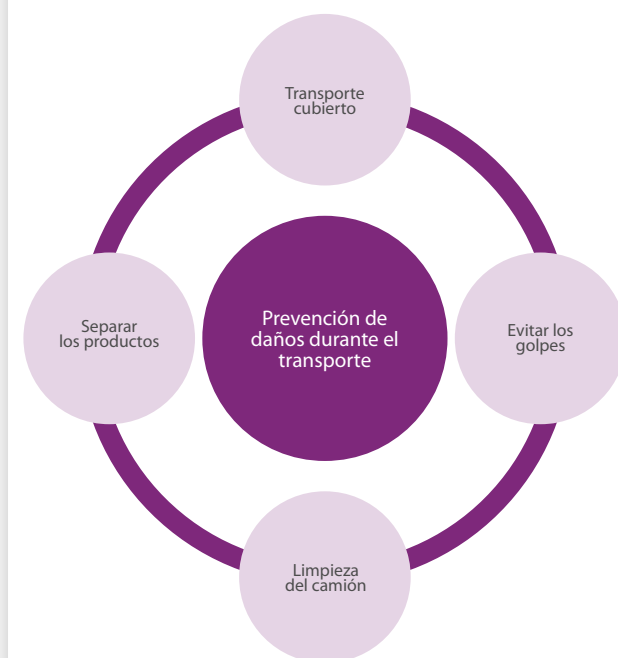 Transporte
cubierto
Separar
los productos
Prevención de
daños durante el
transporte
Evitar los
golpes
Limpieza
del camión